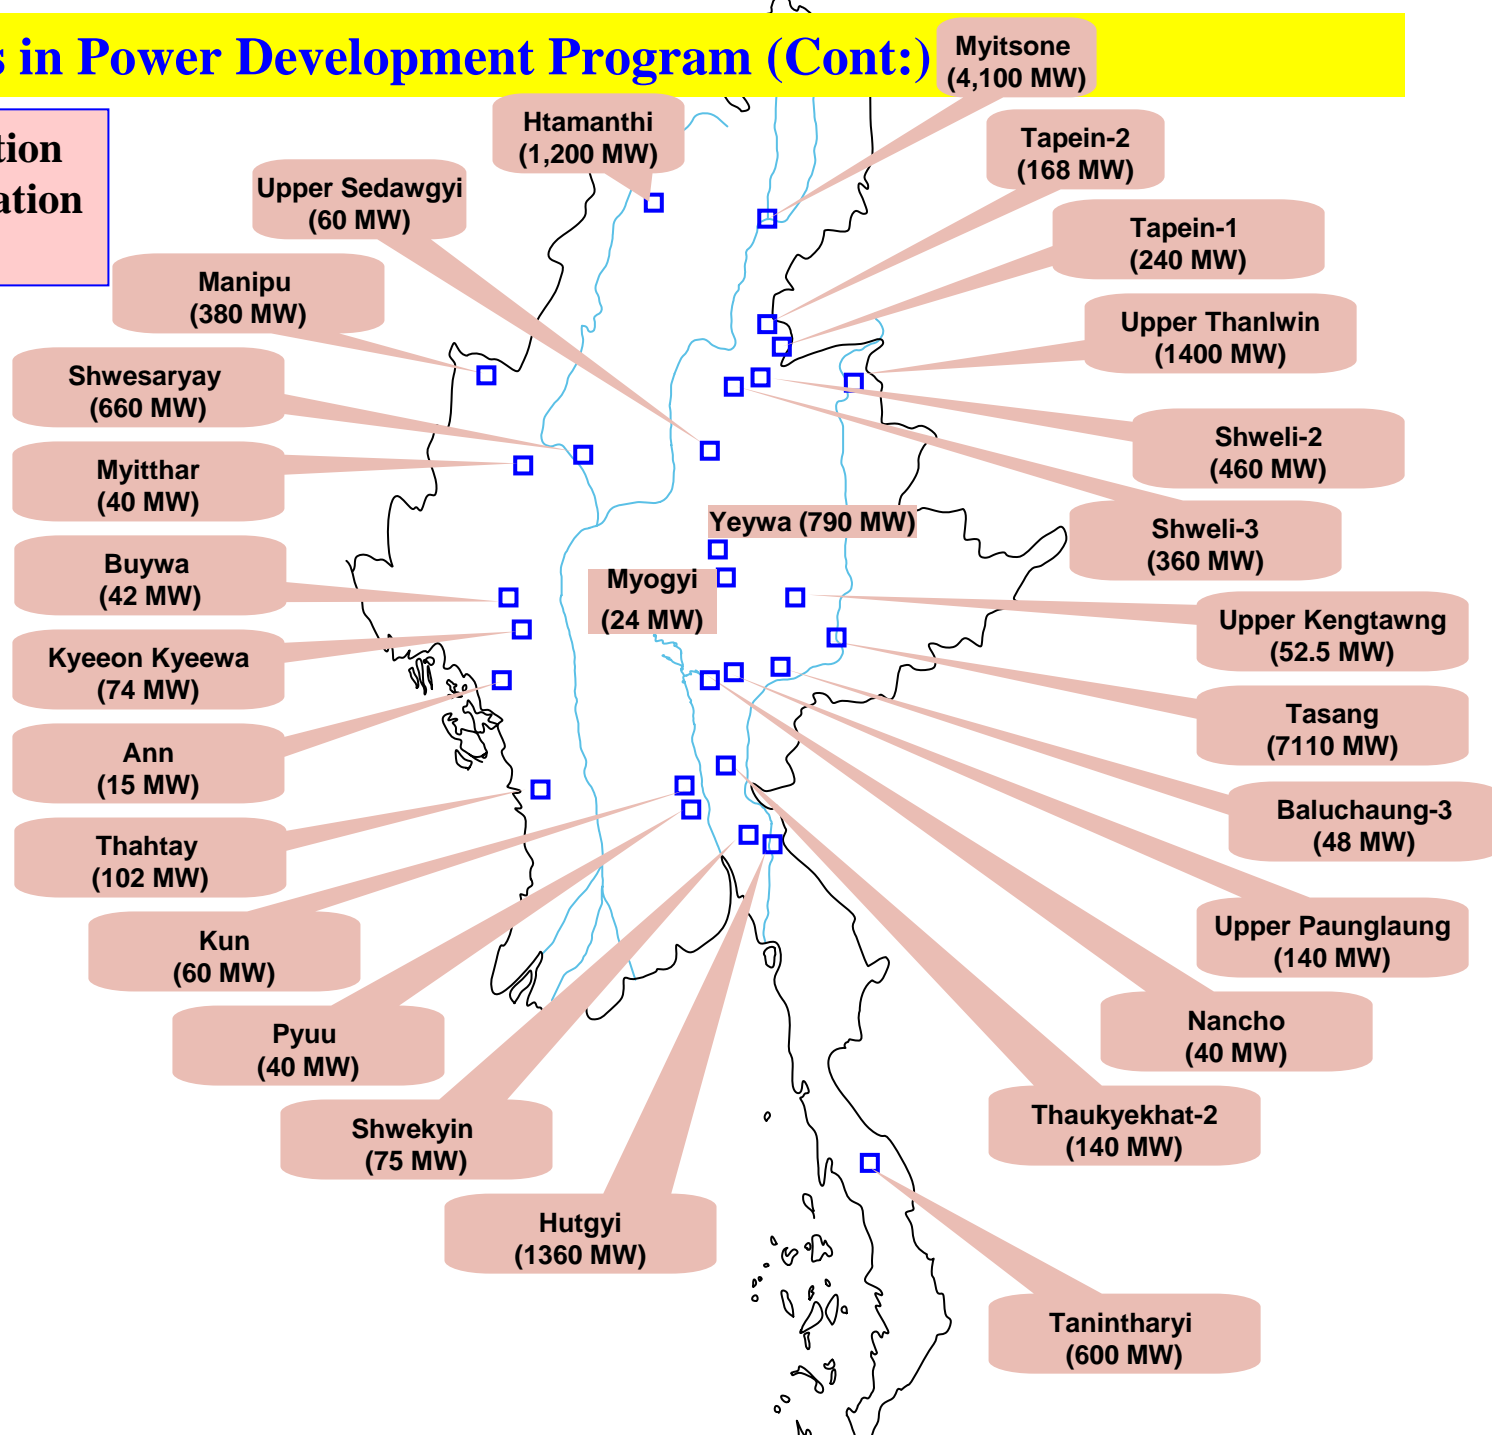 s in Power Development Program (Cont:)
Myitsone
(4,100 MW)
tion
ation
Htamanthi
(1,200 MW)
Tapein-2
(168 MW)
Upper Sedawgyi
(60 MW)
Tapein-1
(240 MW)
Manipu
(380 MW)
Upper Thanlwin
(1400 MW)
Shwesaryay
(660 MW)
Shweli-2
(460 MW)
Myitthar
(40 MW)
Yeywa (790 MW)
Shweli-3
(360 MW)
Buywa
(42 MW)
Myogyi
(24 MW)
Upper Kengtawng
(52.5 MW)
Kyeeon Kyeewa
(74 MW)
Tasang
(7110 MW)
Ann
(15 MW)
Baluchaung-3
(48 MW)
Thahtay
(102 MW)
Upper Paunglaung
(140 MW)
Kun
(60 MW)
Nancho
(40 MW)
Pyuu
(40 MW)
Thaukyekhat-2
(140 MW)
Shwekyin
(75 MW)
Hutgyi
(1360 MW)
Tanintharyi
(600 MW)